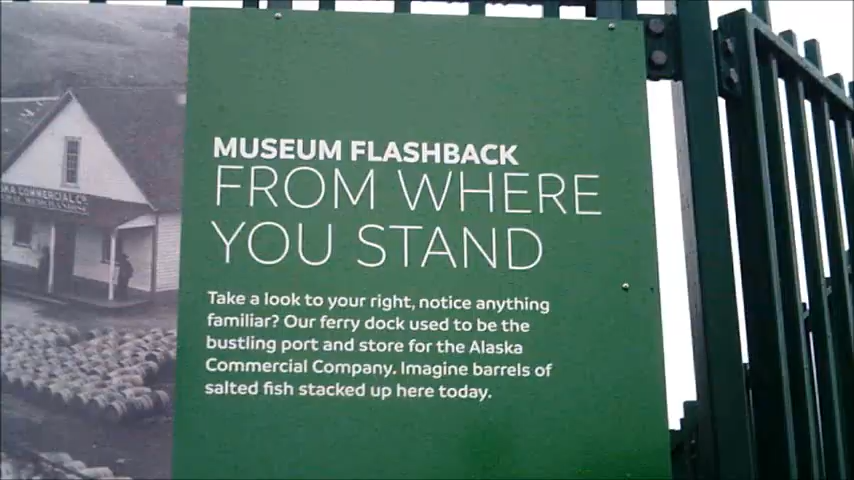 MUSEUM FLASHBACK
FROM WHERE
YOU STAND
Take a look to your right, notice anything
familiar? Our ferry dock used to be the
bustling port and store for the Alaska
Commercial Company. Imagine barrels of
salted fish stacked up here today.
COMMERCIAL CO.